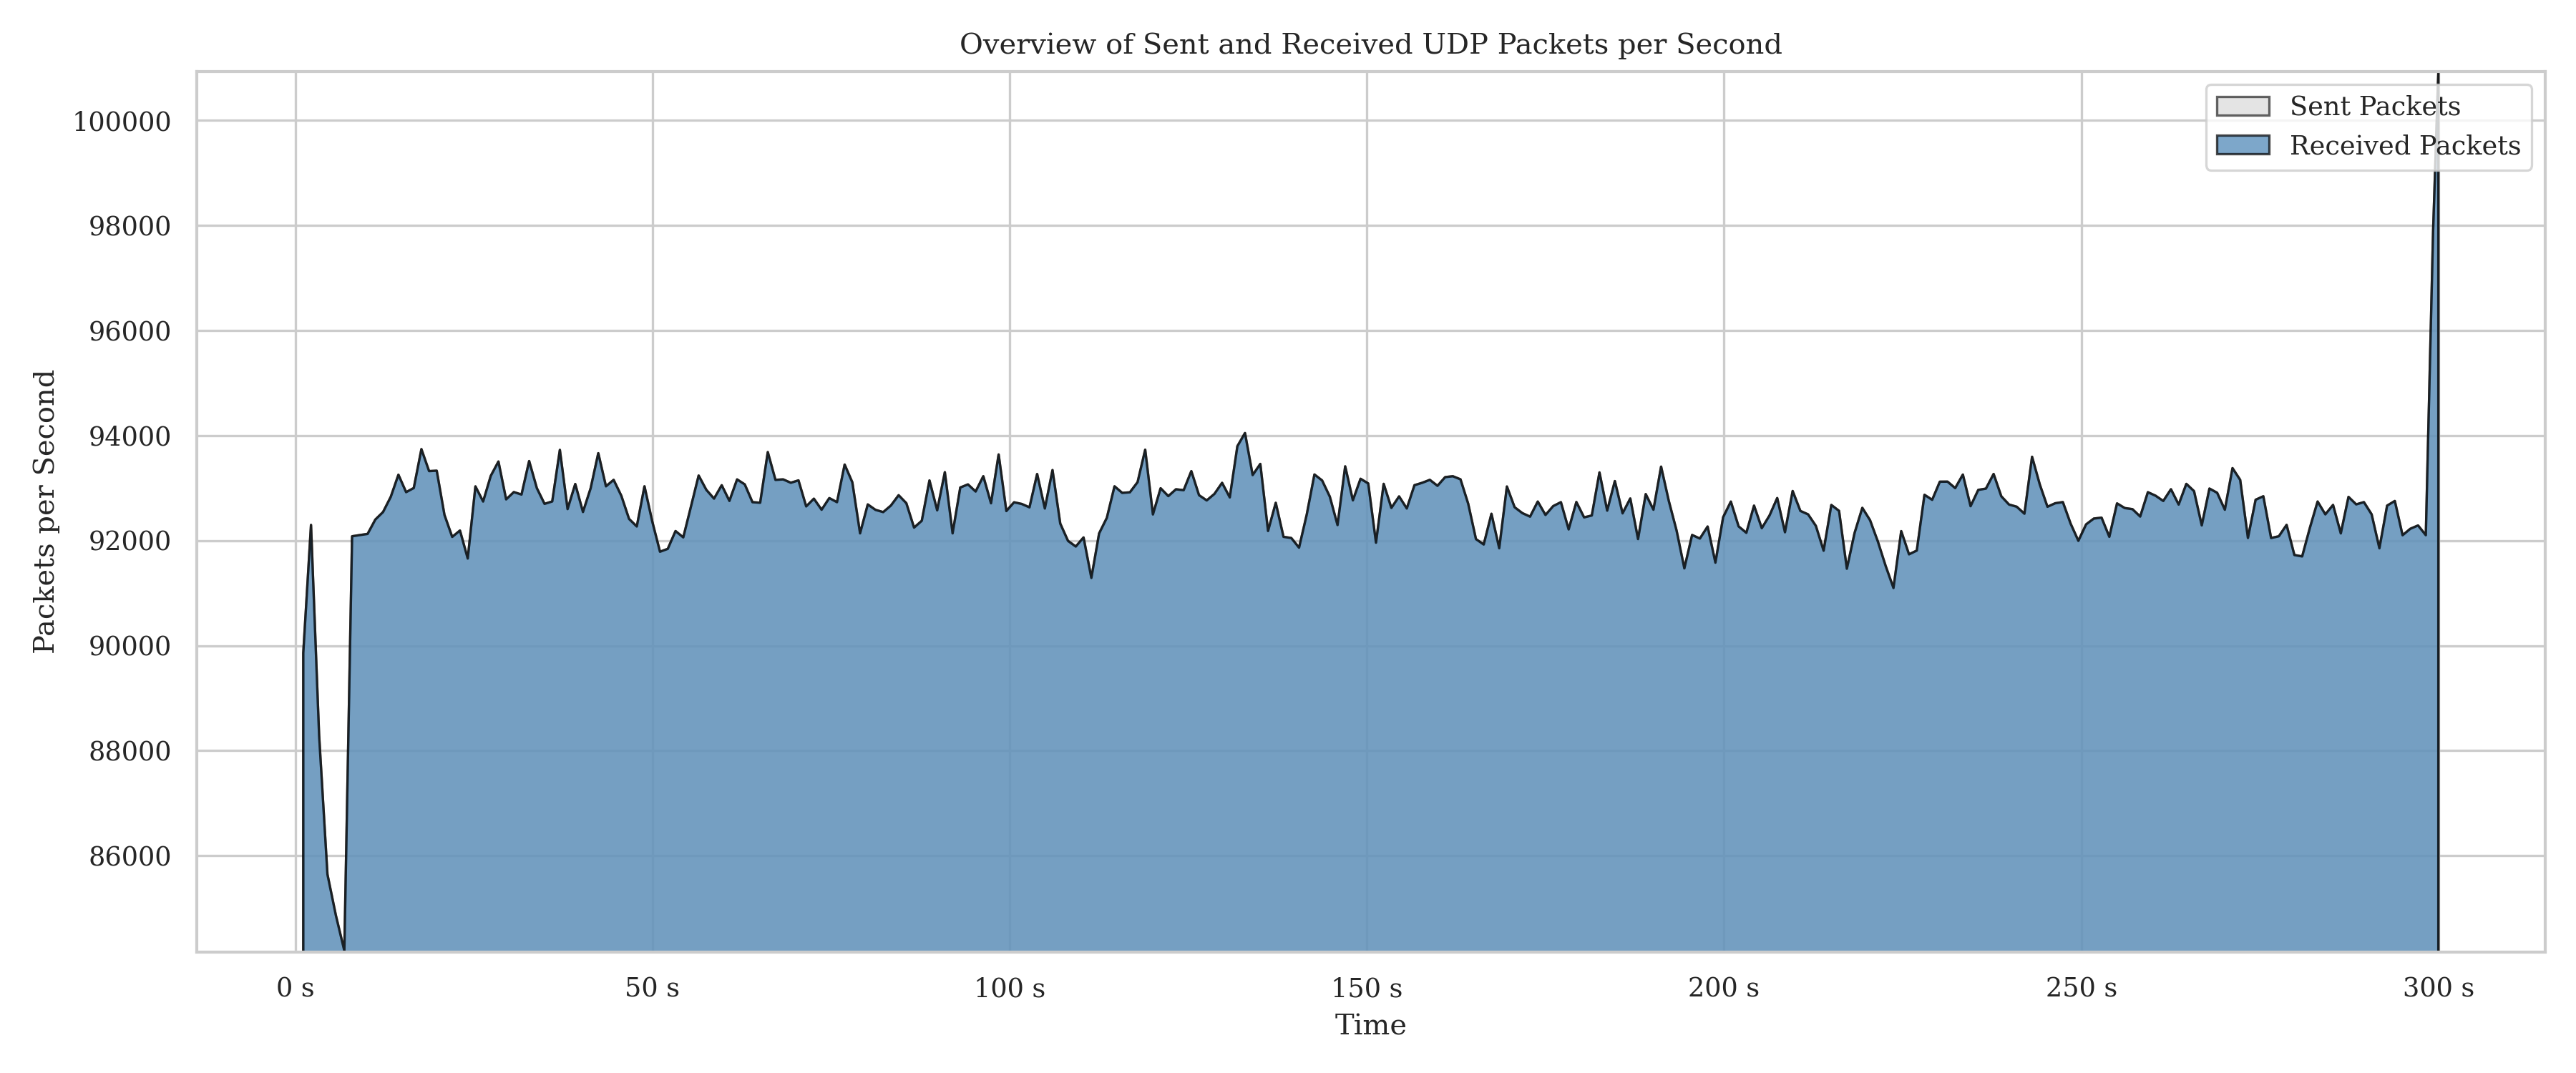 Overview of Sent and Received UDP Packets per Second
Sent Packets
Received Packets
Packets per Second
100000
98000
96000
94000
92000
90000
88000
86000
0 s
50 s
100 s
150 s
200 s
250 s
300 s
Time